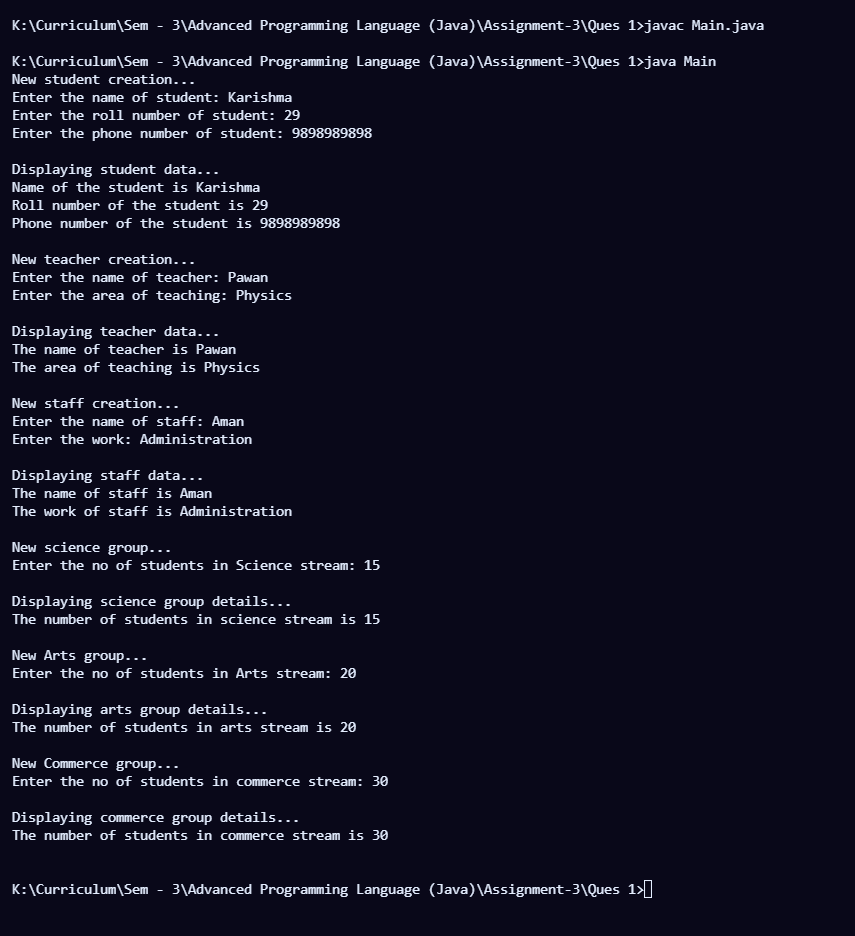 K:\Curriculum\Sem - 3\Advanced Programming Language (Java)\Assignment-3\Ques 1>javac Main.java
K:\Curriculum\Sem - 3\Advanced Programming Language (Java)\Assignment-3\Ques 1>java Main
New student creation...
Enter the name of student: Karishma
Enter the roll number of student: 29
Enter the phone number of student: 9898989898
Displaying student data...
Name of the student is Karishma
Roll number of the student is 29
Phone number of the student is 9898989898
New teacher creation...
Enter the name of teacher: Pawan
Enter the area of teaching: Physics
Displaying teacher data...
The name of teacher is Pawan
The area of teaching is Physics
New staff creation...
Enter the name of staff: Aman
Enter the work: Administration
Displaying staff data...
The name of staff is Aman
The work of staff is Administration
New science group...
Enter the no of students in Science stream: 15
Displaying science group details...
The number of students in science stream is 15
New Arts group...
Enter the no of students in Arts stream: 20
Displaying arts group details...
The number of students in arts stream is 20
New Commerce group...
Enter the no of students in commerce stream: 30
Displaying commerce group details...
The number of students in commerce stream is 30
K:\Curriculum\Sem - 3\Advanced Programming Language (Java)\Assignment-3\Ques 1>